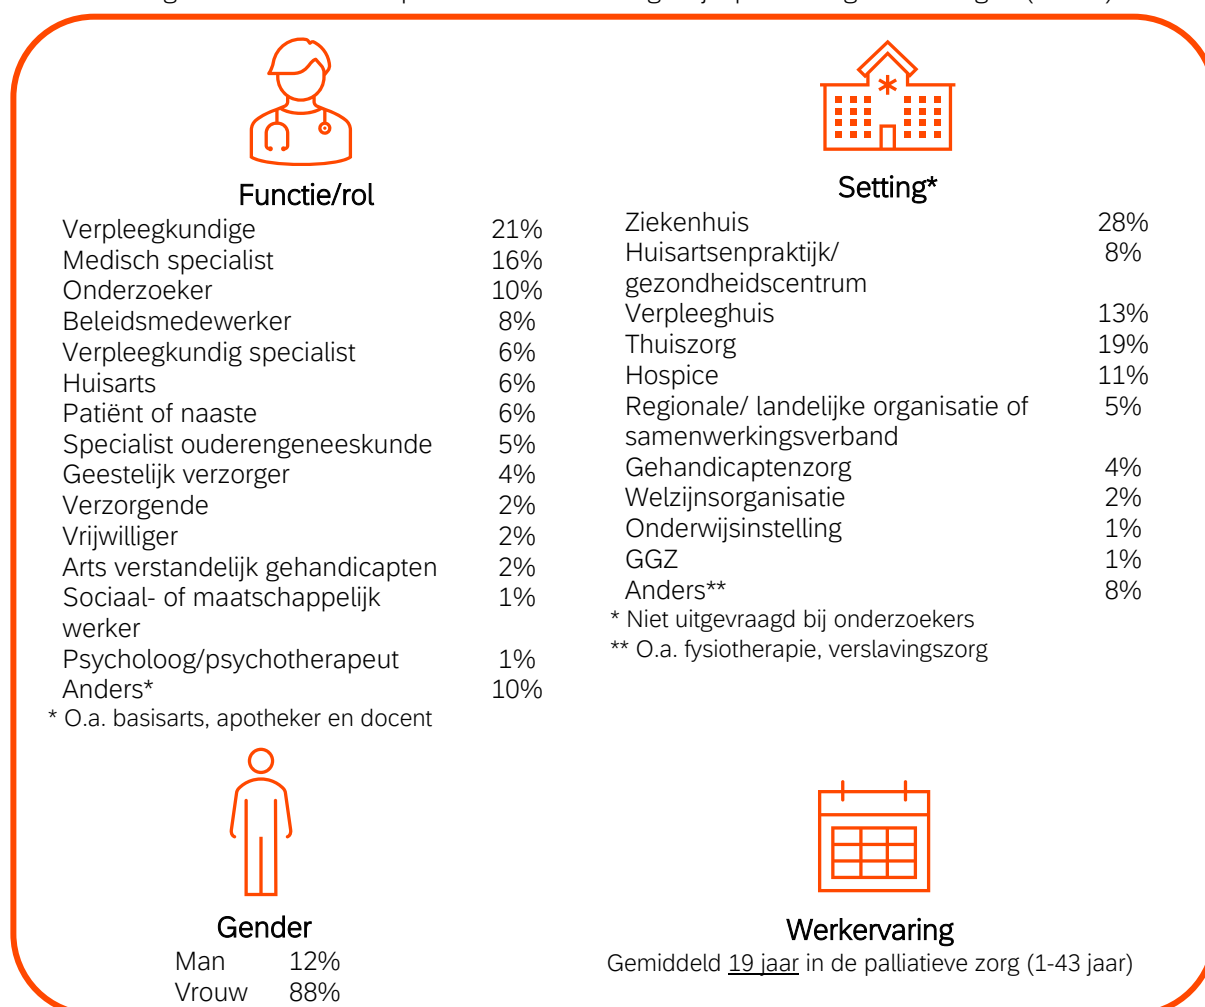 Functie/rol
Verpleegkundige 21%
Medisch specialist 16%
Onderzoeker 10%
Beleidsmedewerker 8%
Verpleegkundig specialist 6%
Huisarts 6%
Patiënt of naaste 6%
Specialist ouderengeneeskunde 5%
Geestelijk verzorger 4%
Verzorgende 2%
Vrijwilliger 2%
Arts verstandelijk gehandicapten 2%
Sociaal- of maatschappelijk 1%
werker
Psycholoog/psychotherapeut 1%
Anders* 10%
* O.a. basisarts, apotheker en docent
Setting*
Ziekenhuis 28%
Huisartsenpraktijk/ 8%
gezondheidscentrum
Verpleeghuis 13%
Thuiszorg 19%
Hospice 11%
Regionale/ landelijke organisatie of 5%
samenwerkingsverband
Gehandicaptenzorg 4%
Welzijnsorganisatie 2%
Onderwijsinstelling 1%
GGZ 1%
Anders** 8%
* Niet uitgevraagd bij onderzoekers
** O.a. fysiotherapie, verslavingszorg
Gender
Man 12%
Vrouw 88%
Werkervaring
Gemiddeld 19 jaar in de palliatieve zorg (1-43 jaar)